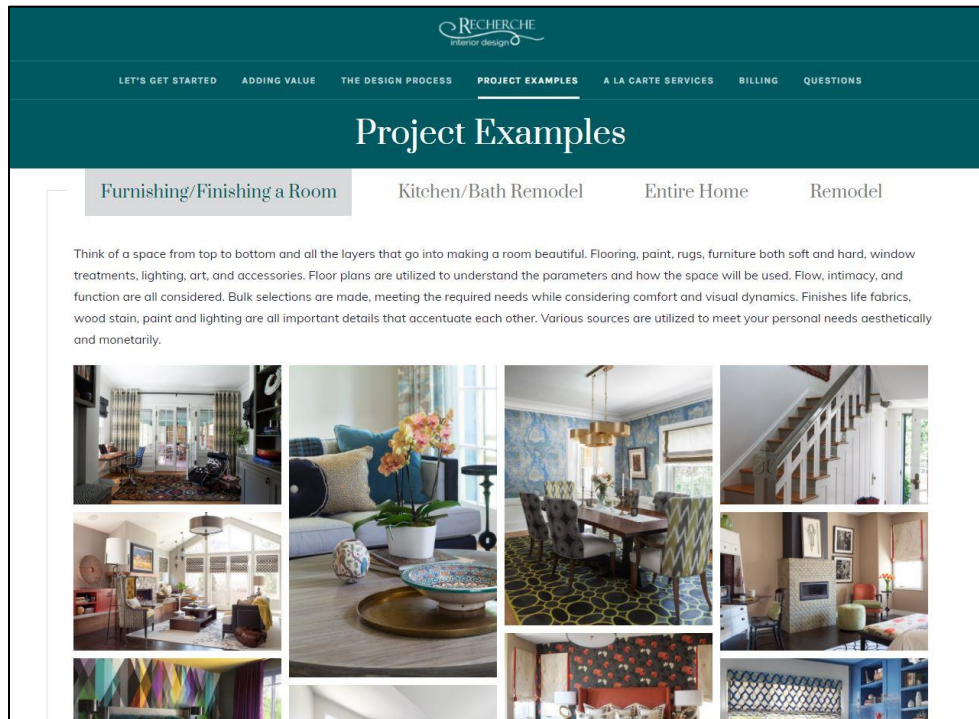 RECHERCHE
interior design
LET'S GET STARTED ADDING VALUE THE DESIGN PROCESS PROJECT EXAMPLES A LA CARTE SERVICES BILLING QUESTIONS
Project Examples
Furnishing/Finishing a Room Kitchen/Bath Remodel Entire Home Remodel
Think of a space from top to bottom and all the layers that go into making a room beautiful. Flooring, paint, rugs, furniture both soft and hard, window
treatments, lighting, art, and accessories. Floor plans are utilized to understand the parameters and how the space will be used. Flow, intimacy, and
function are all considered. Bulk selections are made, meeting the required needs while considering comfort and visual dynamics. Finishes life fabrics,
wood stain, paint and lighting are all important details that accentuate each other. Various sources are utilized to meet your personal needs aesthetically
and monetarily.